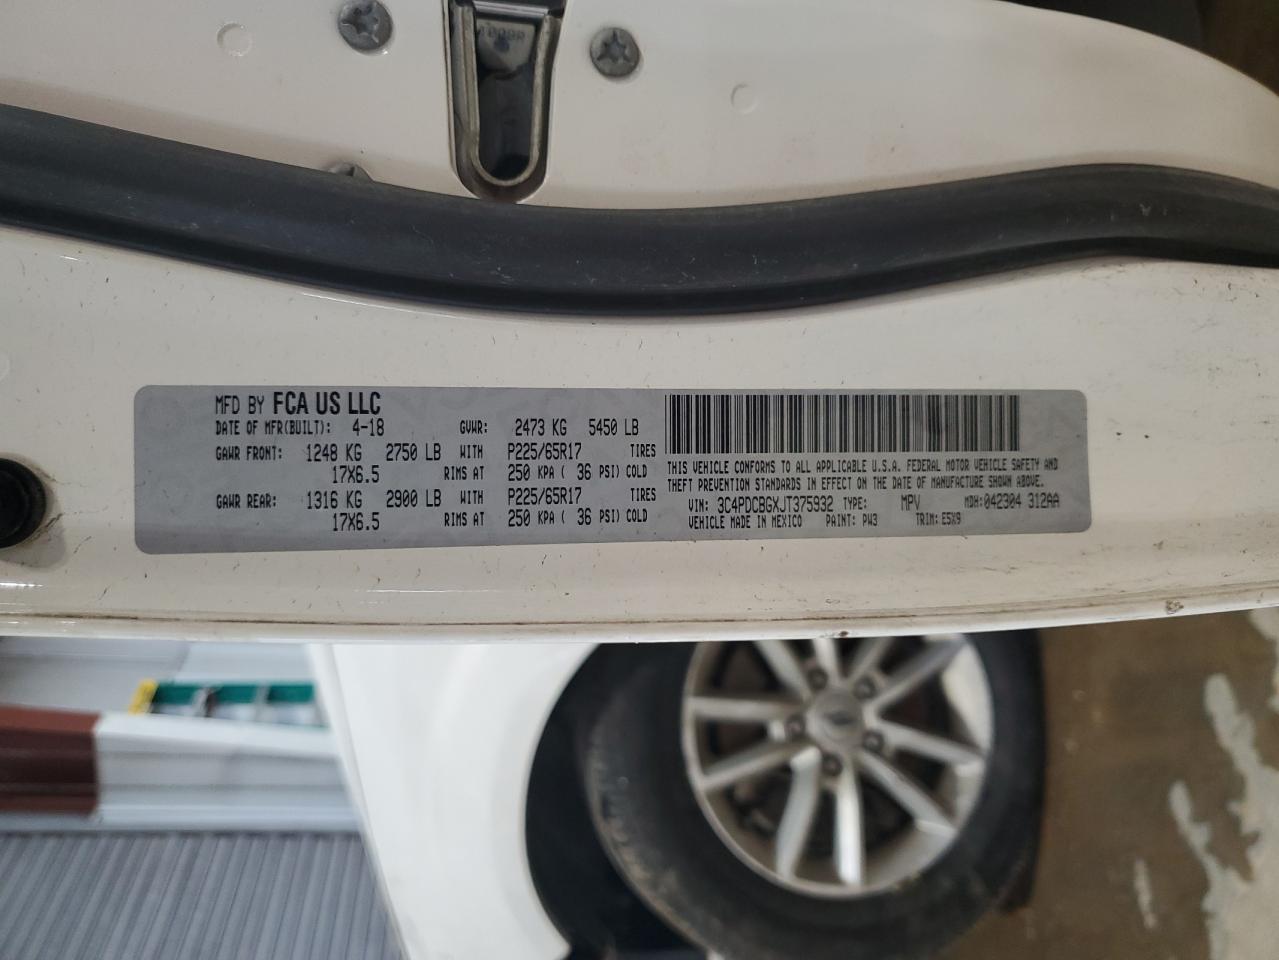 MFD BY FCA US LLC
DATE OF MFR(BUILT): 4-18 GVWR: 2473 KG 5450 LB
GAWR FRONT: 1248 KG 2750 LB WITH P225/65R17 TIRES
17X6.5 RIMS AT 250 KPA ( 36 PSI) COLD
GAWR REAR: 1316 KG 2900 LB WITH P225/65R17 TIRES
17X6.5 RIMS AT 250 KPA ( 36 PSI) COLD
THIS VEHICLE CONFORMS TO ALL APPLICABLE U.S.A. FEDERAL MOTOR VEHICLE SAFETY AND
THEFT PREVENTION STANDARDS IN EFFECT ON THE DATE OF MANUFACTURE SHOWN ABOVE.
VIN: 3C4PDCBGXJT375932 TYPE: MPV MDH:042304 312AA
VEHICLE MADE IN MEXICO PAINT: PW3 TRIM: E5X9